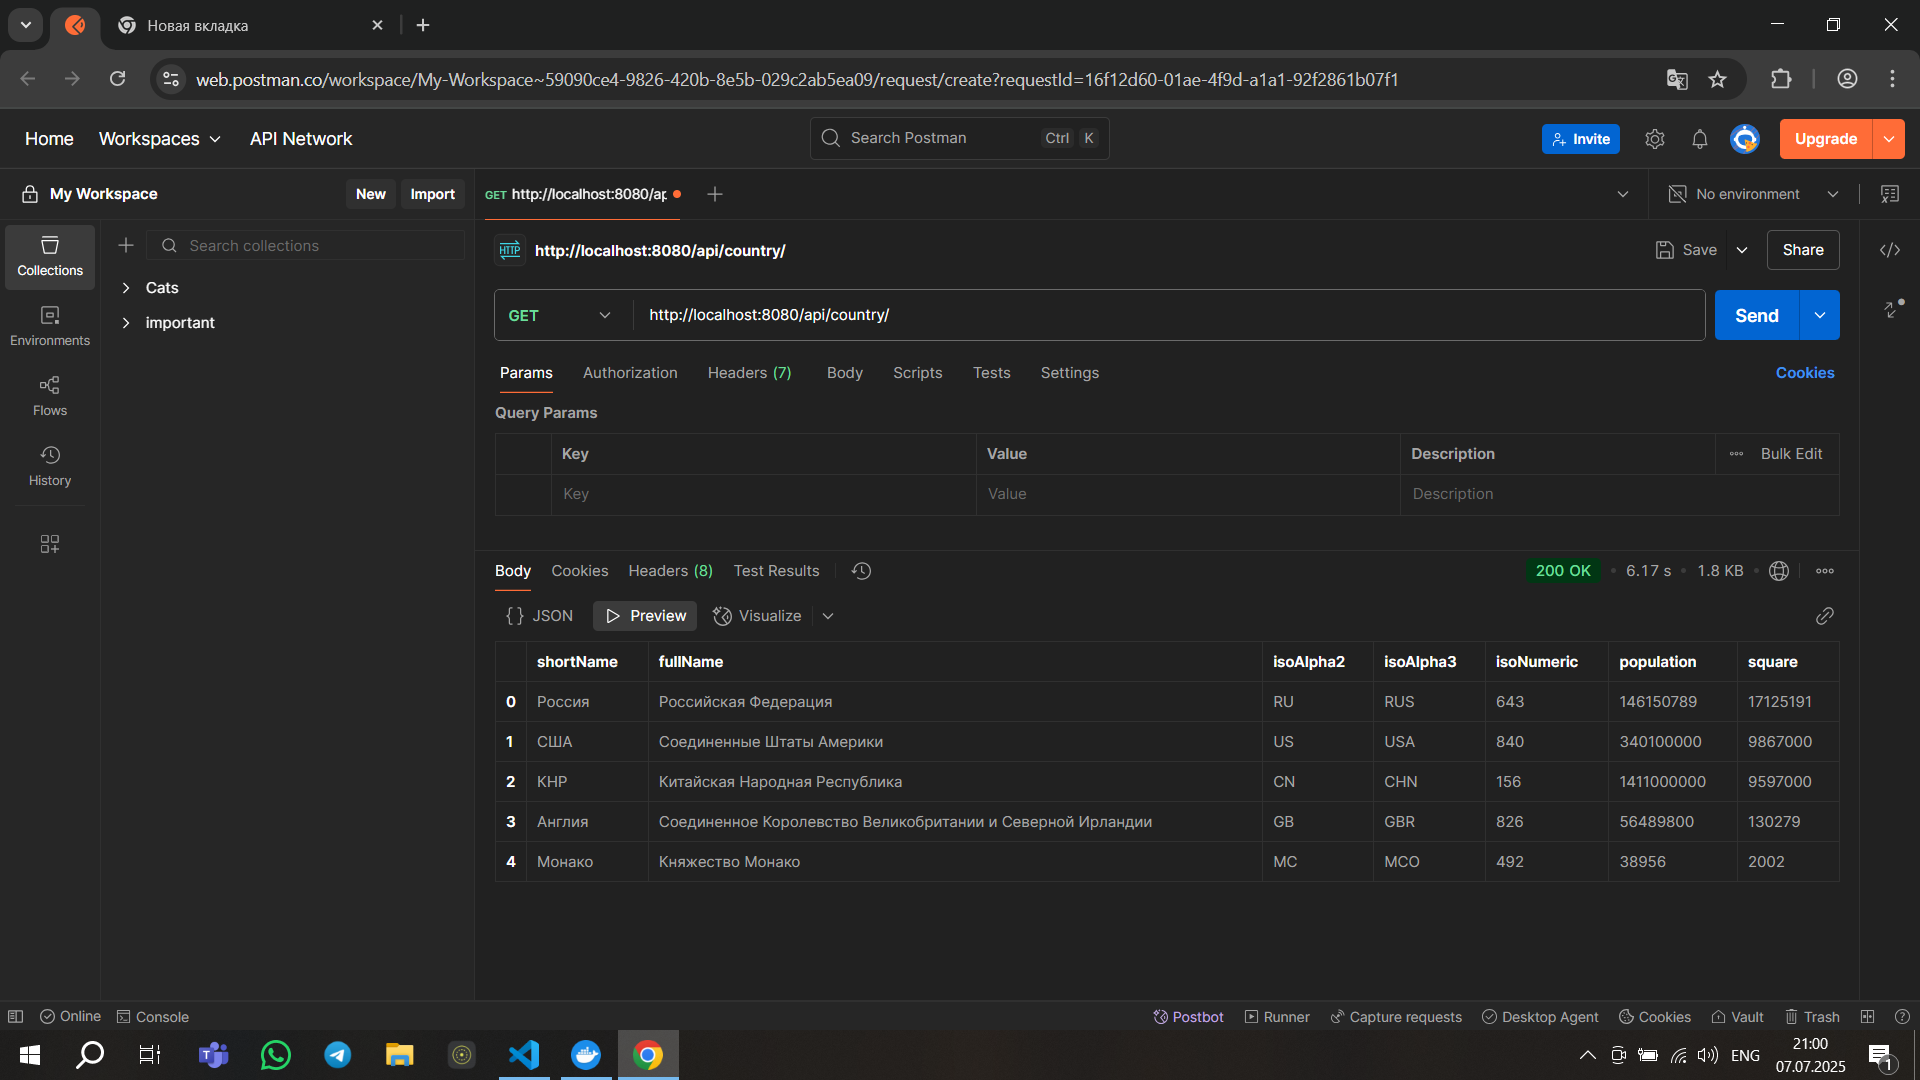 Новая вкладка
web.postman.co/workspace/My-Workspace~59090ce4-9826-420b-8e5b-029c2ab5ea09/request/create?requestId=16f12d60-01ae-4f9d-a1a1-92f2861b07f1
Home Workspaces API Network Search Postman Ctrl K Invite Upgrade
My Workspace New Import GET http://localhost:8080/ap No environment
Collections Search collections HTTP http://localhost:8080/api/country/ Save Share
Cats
Environments important GET http://localhost:8080/api/country/ Send
Flows Params Authorization Headers (7) Body Scripts Tests Settings Cookies
Query Params
History Key Value Description Bulk Edit
Key Value Description
Body Cookies Headers (8) Test Results 200 OK 6.17 s 1.8 KB
{} JSON Preview Visualize
shortName fullName isoAlpha2 isoAlpha3 isoNumeric population square
0 Россия Российская Федерация RU RUS 643 146150789 17125191
1 США Соединенные Штаты Америки US USA 840 340100000 9867000
2 КНР Китайская Народная Республика CN CHN 156 1411000000 9597000
3 Англия Соединенное Королевство Великобритании и Северной Ирландии GB GBR 826 56489800 130279
4 Монако Княжество Монако MC MCO 492 38956 2002
Online Console Postbot Runner Capture requests Desktop Agent Cookies Vault Trash
ENG 21:00
07.07.2025 1